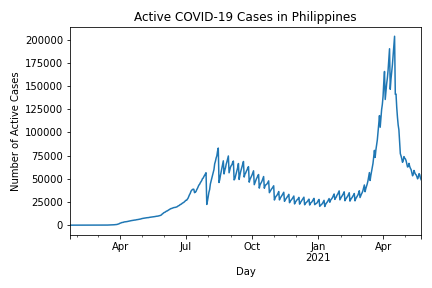 Active COVID-19 Cases in Philippines
Number of Active Cases
200000
175000
150000
125000
100000
75000
50000
25000
0
Apr
Jul
Oct
Jan
2021
Apr
Day